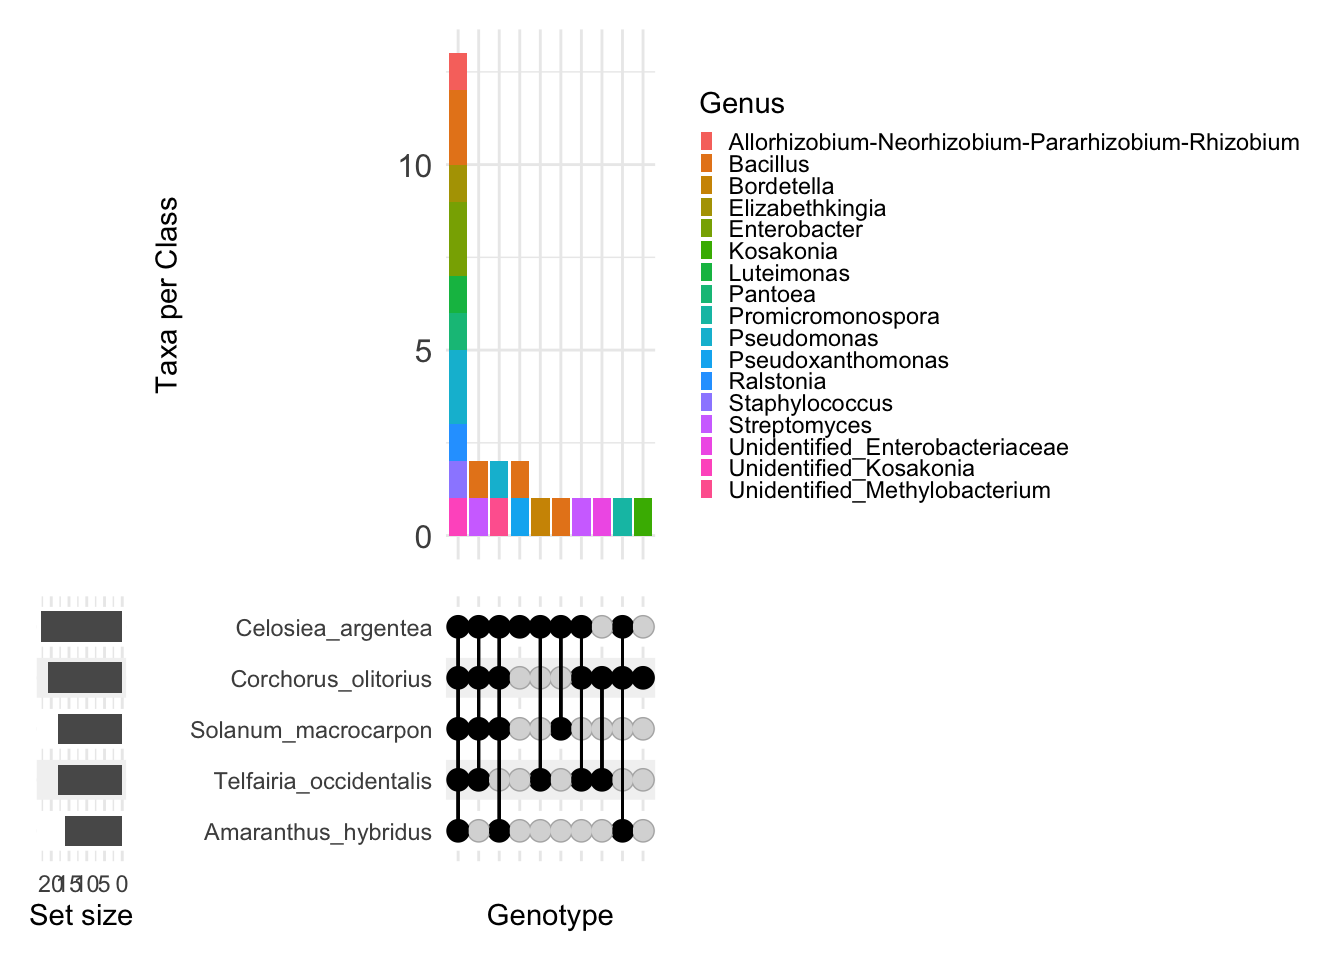 Taxa per Class
10
5
0
Genus
Allorhizobium-Neorhizobium-Pararhizobium-Rhizobium
Bacillus
Bordetella
Elizabethkingia
Enterobacter
Kosakonia
Luteimonas
Pantoea
Promicromonospora
Pseudomonas
Pseudoxanthomonas
Ralstonia
Staphylococcus
Streptomyces
Unidentified_Enterobacteriaceae
Unidentified_Kosakonia
Unidentified_Methylobacterium
Celosiea_argentea
Corchorus_olitorius
Solanum_macrocarpon
Telfairia_occidentalis
Amaranthus_hybridus
20 15 10 5 0
Set size
Genotype